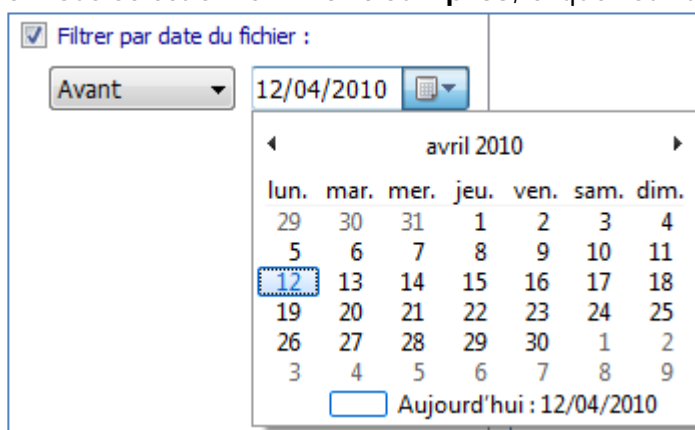 Filtrer par date du fichier :
Avant 12/04/2010
avril 2010
lun. mar. mer. jeu. ven. sam. dim.
29 30 31 1 2 3 4
5 6 7 8 9 10 11
12 13 14 15 16 17 18
19 20 21 22 23 24 25
26 27 28 29 30 1 2
3 4 5 6 7 8 9
Aujourd'hui : 12/04/2010